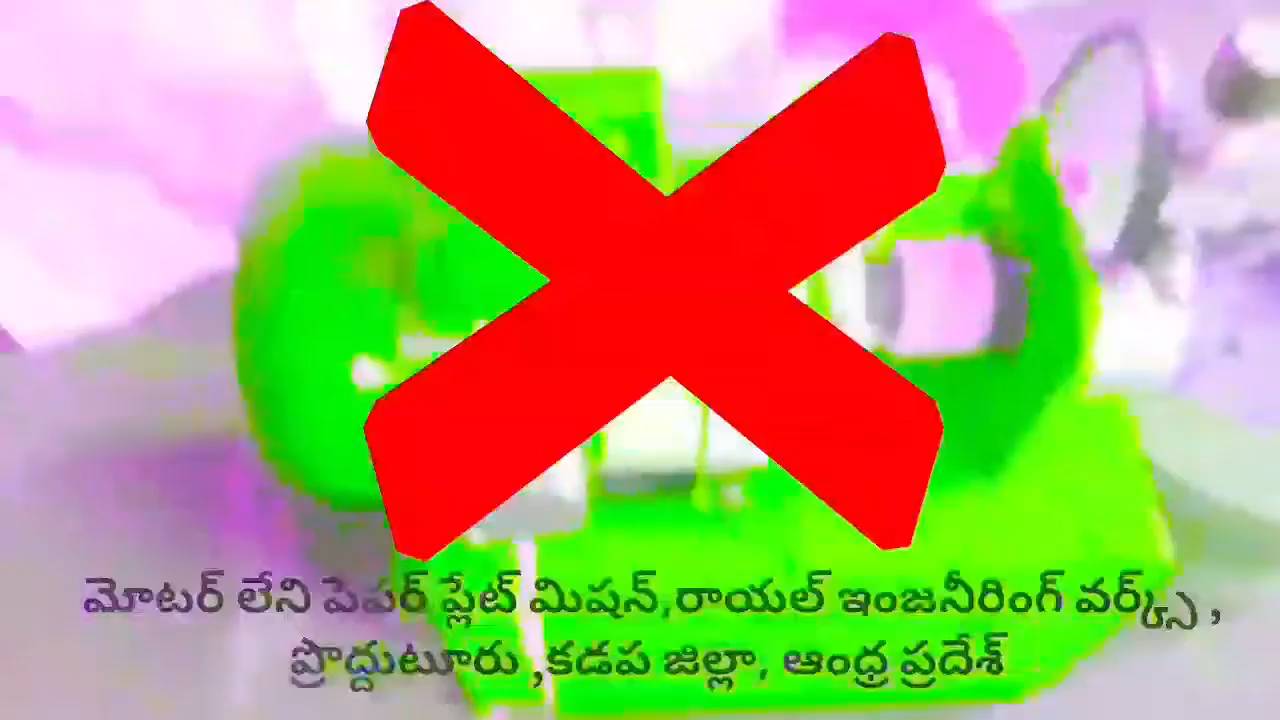 మోటర్ లేని పెపర్ ప్లేట్ మిషన్,రాయల్ ఇంజనీరింగ్ వర్క్స్ ,
ప్రొద్దుటూరు ,కడప జిల్లా, ఆంధ్ర ప్రదేశ్